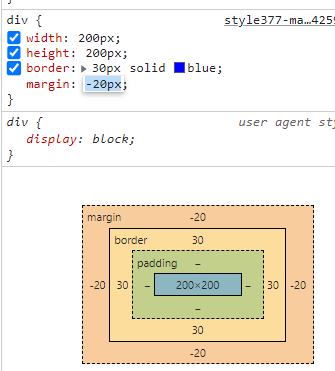 div {
style377-ma…4259
width: 200px;
height: 200px;
border: 30px solid blue;
margin: -20px;
}
div {
user agent sty
display: block;
}
margin -20
border 30
padding –
-20 30 – 200×200 – 30 -20
–
30
-20